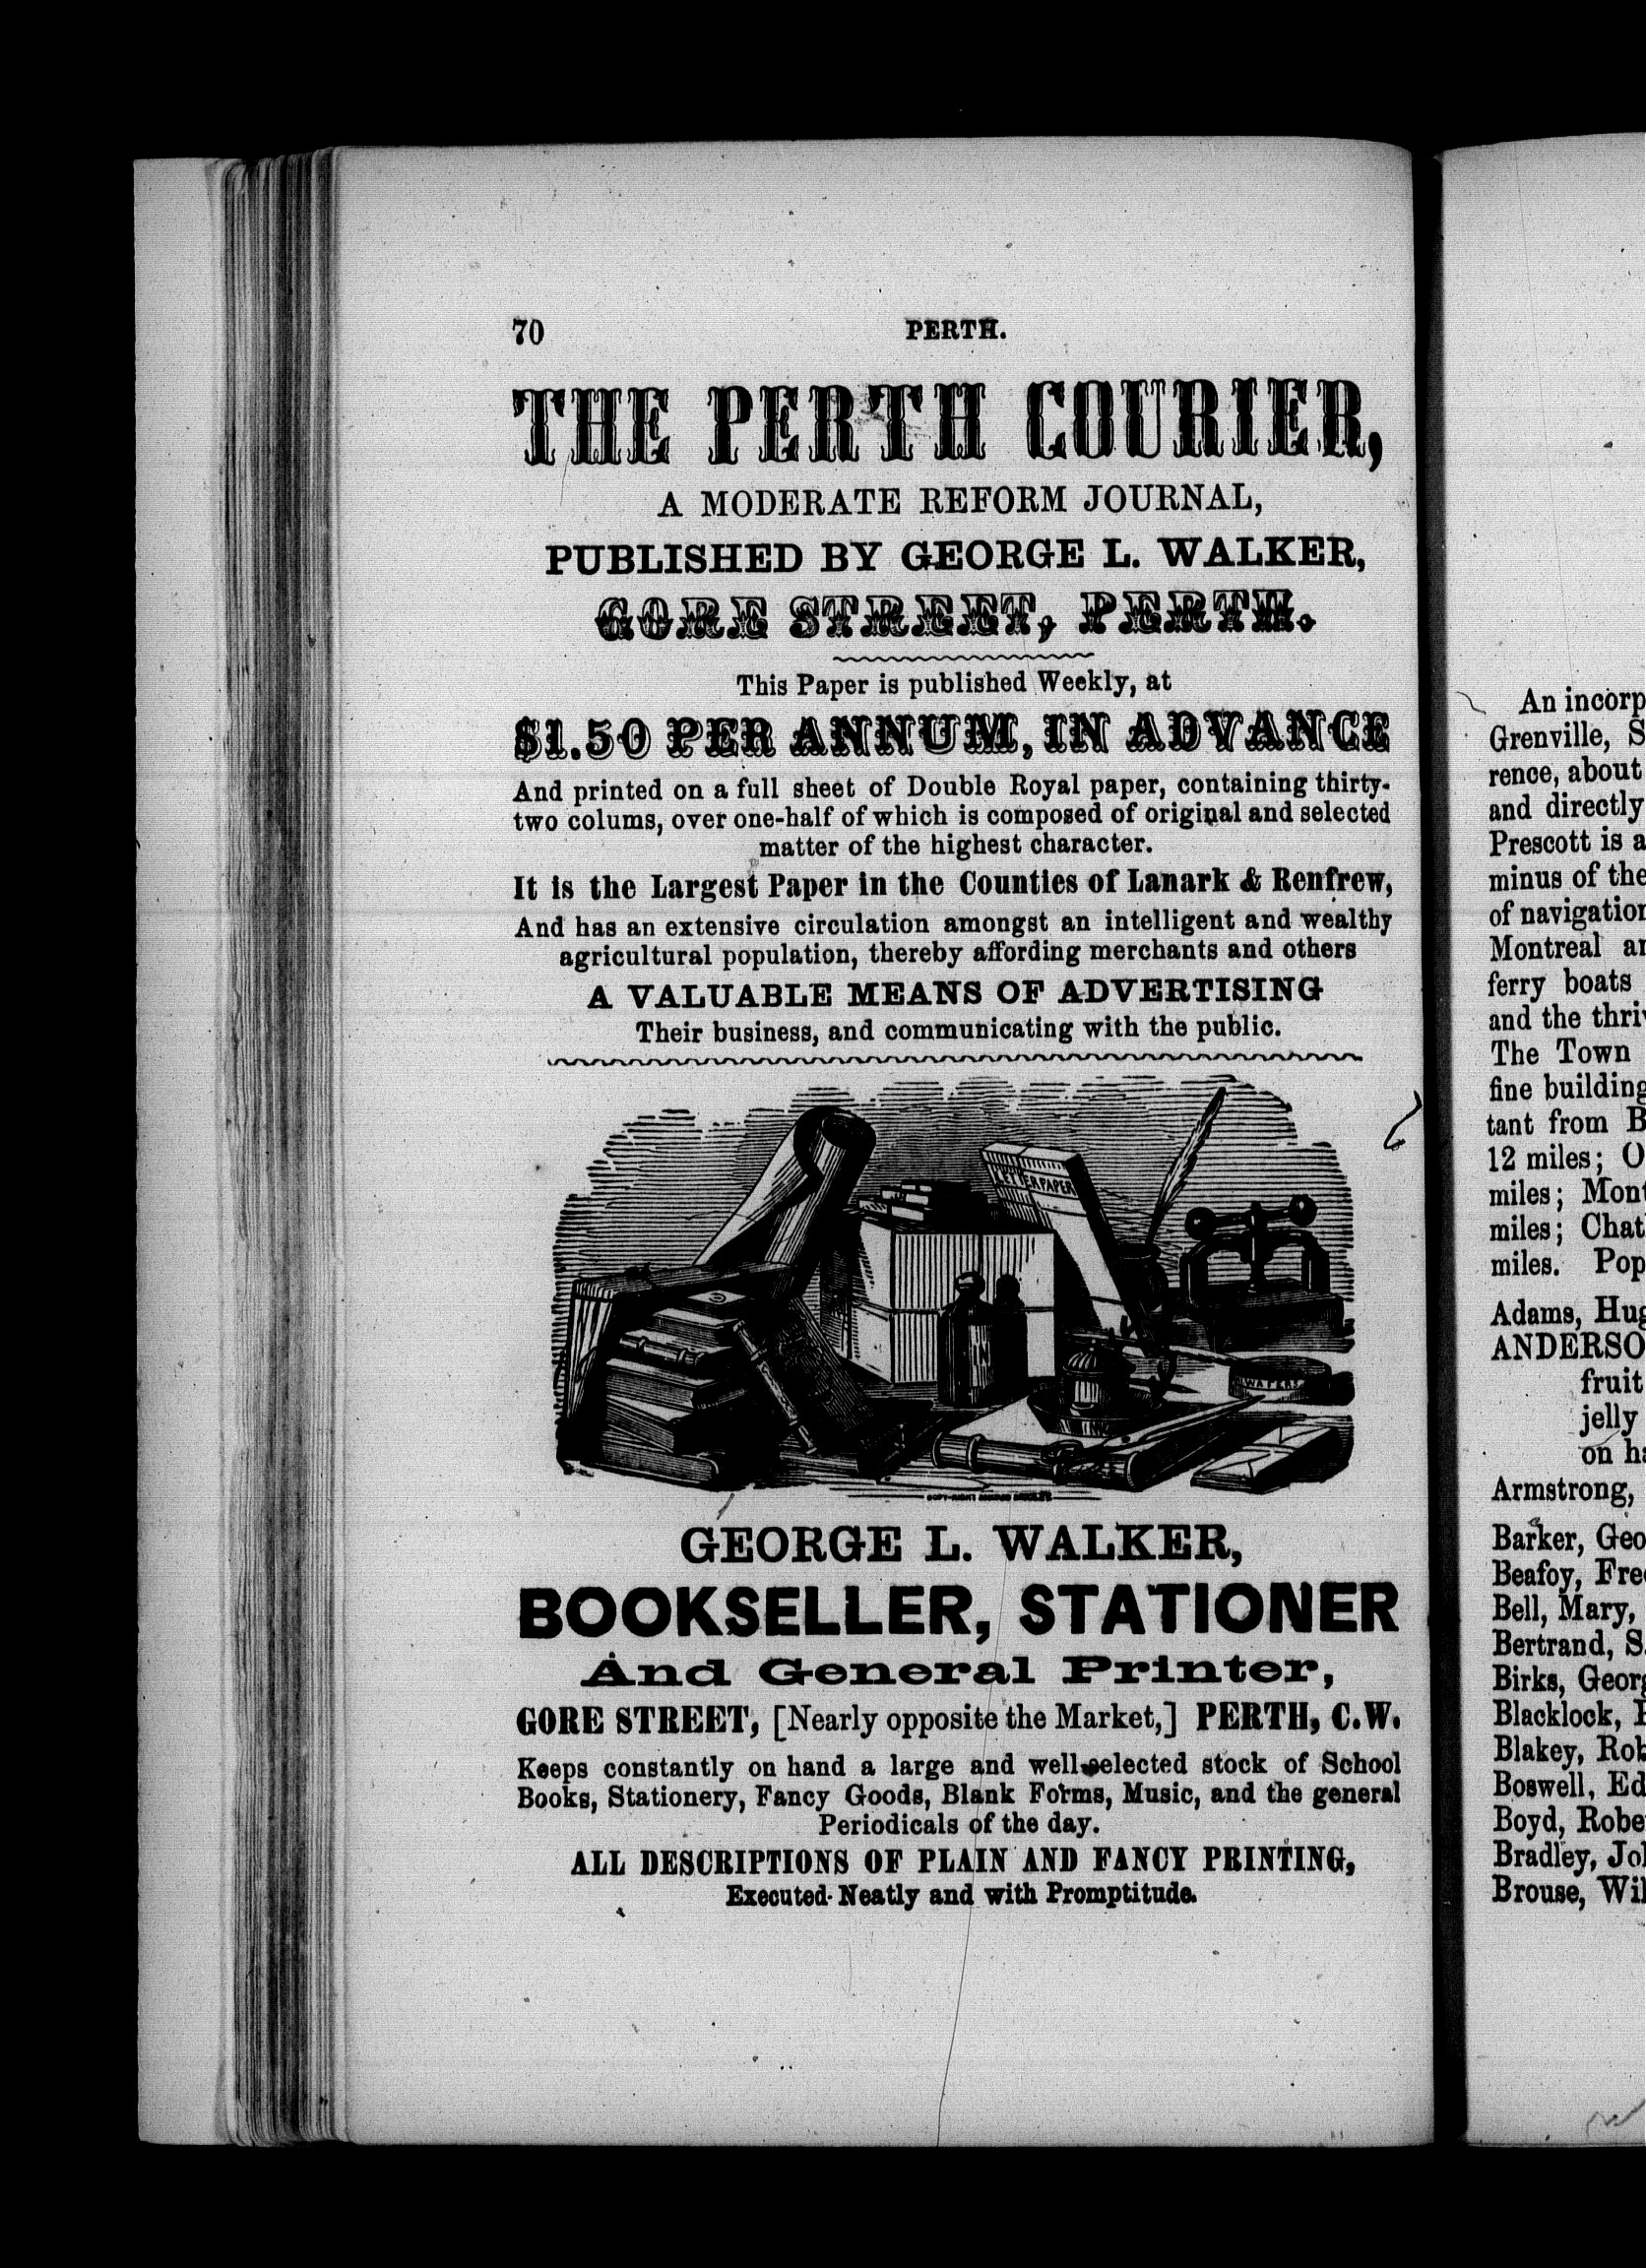 70 PERTH.
THE PERTH COURIER,
A MODERATE REFORM JOURNAL,
PUBLISHED BY GEORGE L. WALKER,
GORE STREET, PERTH.
This Paper is published Weekly, at
$1.50 PER ANNUM, IN ADVANCE
And printed on a full sheet of Double Royal paper, containing thirty-
two colums, over one-half of which is composed of original and selected
matter of the highest character.
It is the Largest Paper in the Counties of Lanark & Renfrew,
And has an extensive circulation amongst an intelligent and wealthy
agricultural population, thereby affording merchants and others
A VALUABLE MEANS OF ADVERTISING
Their business, and communicating with the public.
LETTER PAPER
WAFERS
GEORGE L. WALKER,
BOOKSELLER, STATIONER
And General Printer,
GORE STREET, [Nearly opposite the Market,] PERTH, C.W.
Keeps constantly on hand a large and well-selected stock of School
Books, Stationery, Fancy Goods, Blank Forms, Music, and the general
Periodicals of the day.
ALL DESCRIPTIONS OF PLAIN AND FANCY PRINTING,
Executed Neatly and with Promptitude.
An incorp
Grenville, S
rence, about
and directly
Prescott is a
minus of the
of navigation
Montreal an
ferry boats
and the thri
The Town
fine building
tant from B
12 miles; O
miles; Mont
miles; Chat
miles. Pop
Adams, Hug
ANDERSO
fruit
jelly
on ha
Armstrong,
Barker, Geo
Beafoy, Fre
Bell, Mary,
Bertrand, S.
Birks, Georg
Blacklock,
Blakey, Rob
Boswell, Ed
Boyd, Robe
Bradley, Jo
Brouse, Wil